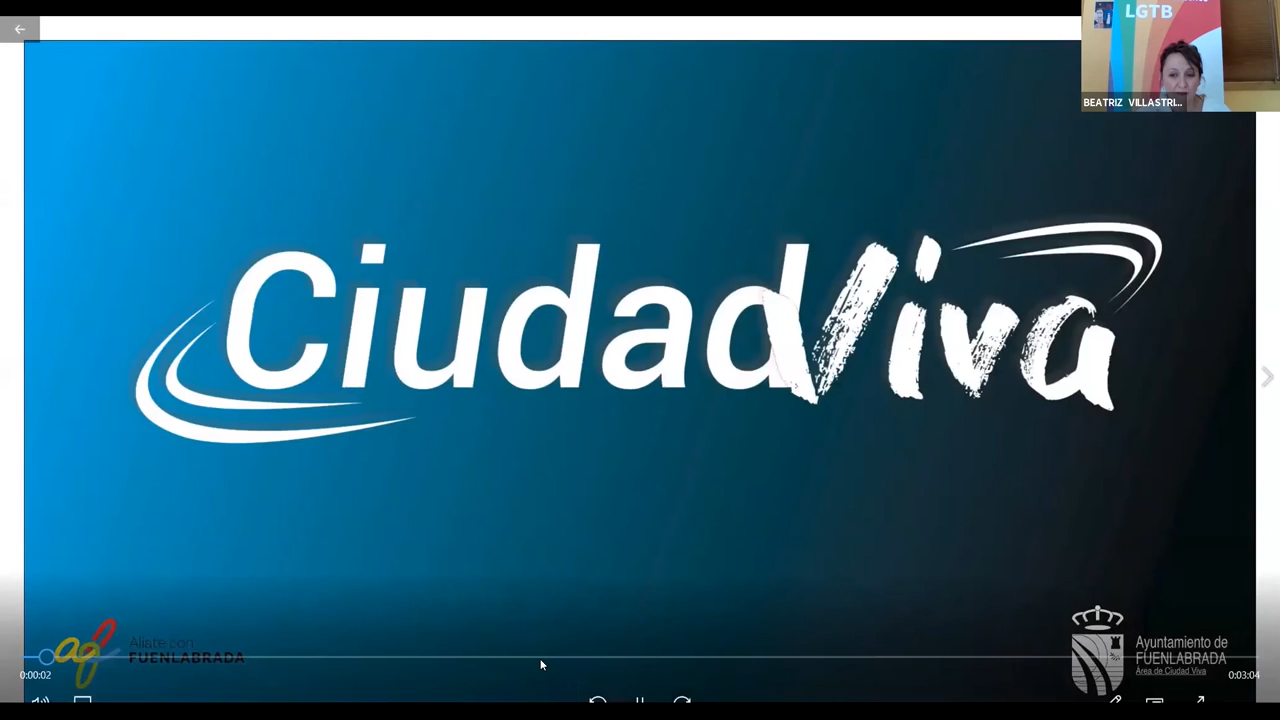 LGTB
BEATRIZ VILLASTRI...
CiudadViva
Alíate con
FUENLABRADA
Ayuntamiento de
FUENLABRADA
Área de Ciudad Viva
0:00:02
0:03:04